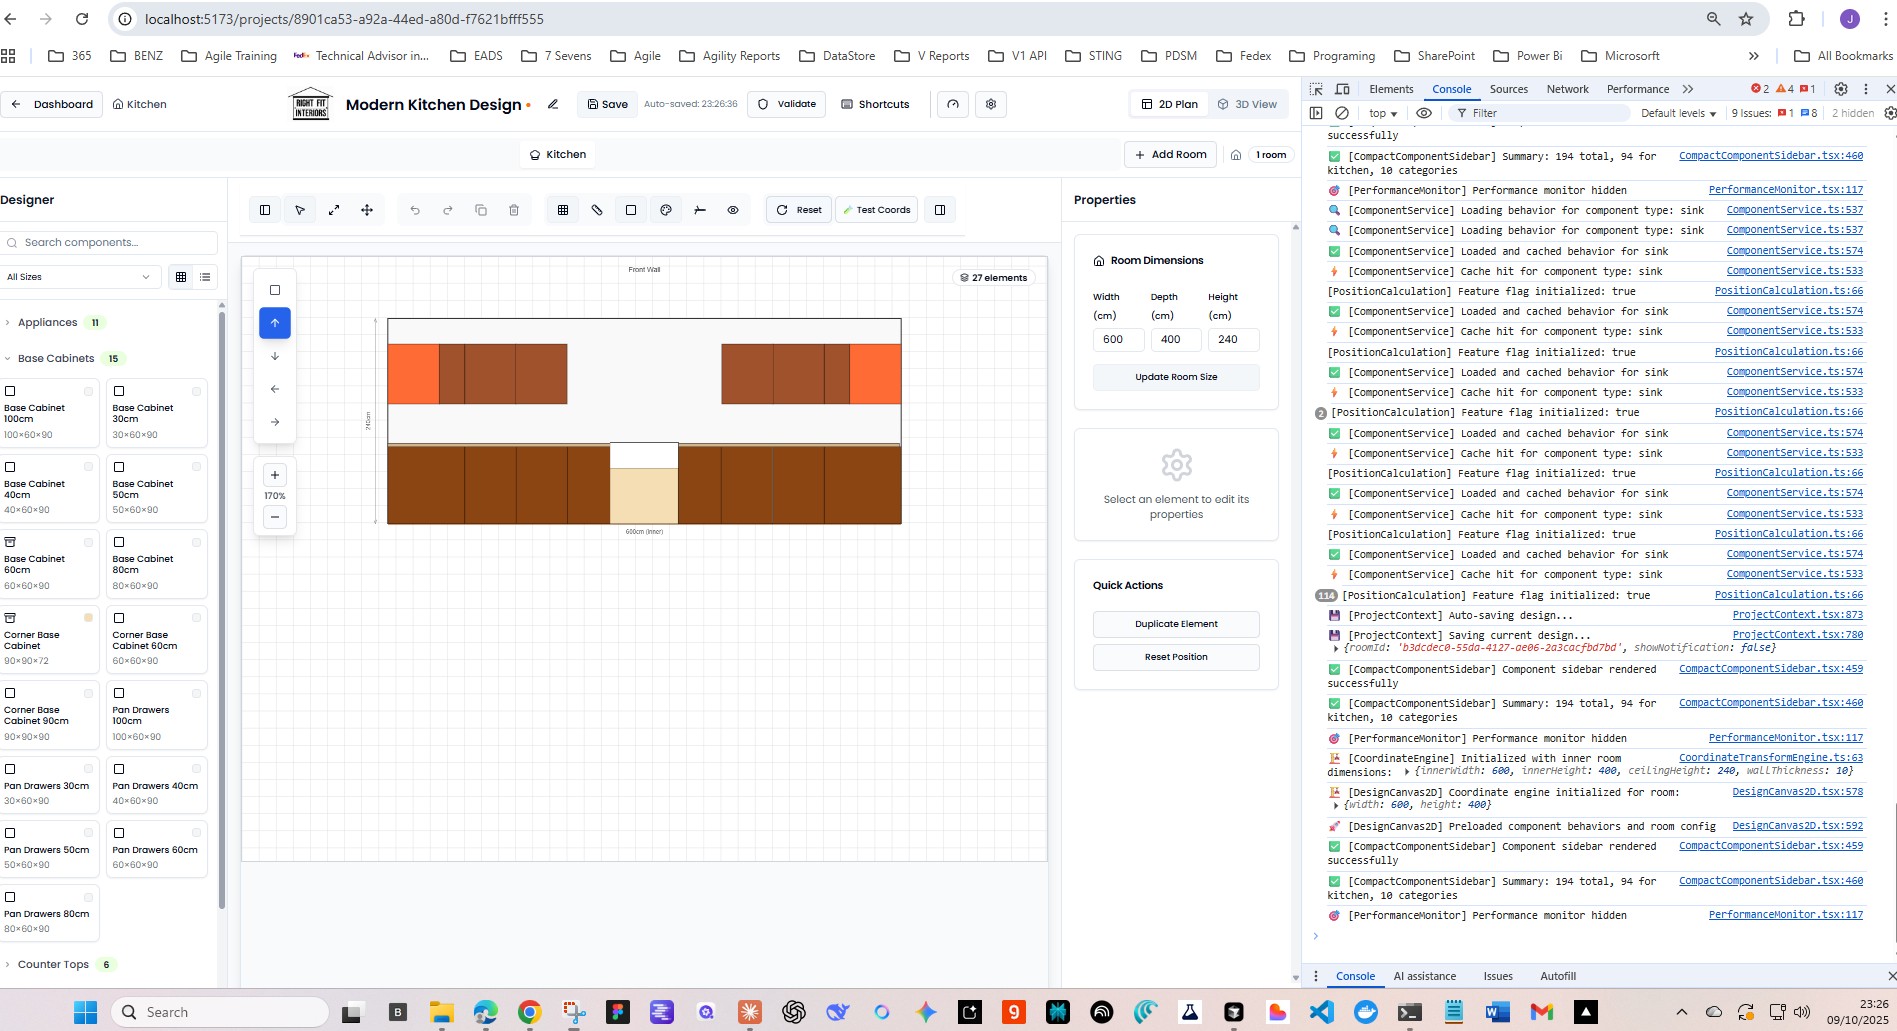 localhost:5173/projects/8901ca53-a92a-44ed-a80d-f7621bfff555
365
BENZ
Agile Training
FedEx Technical Advisor in...
EADS
7 Sevens
Agile
Agility Reports
DataStore
V Reports
V1 API
STING
PDSM
Fedex
Programing
SharePoint
Power Bi
Microsorft
All Bookmarks
Dashboard
Kitchen
RIGHT FIT
INTERIORS
Modern Kitchen Design
Save
Auto-saved: 23:26:36
Validate
Shortcuts
2D Plan
3D View
Kitchen
Add Room
1 room
Designer
Search components...
All Sizes
Appliances 11
Base Cabinets 15
Base Cabinet
100cm
100×60×90
Base Cabinet
30cm
30×60×90
Base Cabinet
40cm
40×60×90
Base Cabinet
50cm
50×60×90
Base Cabinet
60cm
60×60×90
Base Cabinet
80cm
80×60×90
Corner Base
Cabinet
90×90×72
Corner Base
Cabinet 60cm
60×60×90
Corner Base
Cabinet 90cm
90×90×90
Pan Drawers
100cm
100×60×90
Pan Drawers 30cm
30×60×90
Pan Drawers 40cm
40×60×90
Pan Drawers 50cm
50×60×90
Pan Drawers 60cm
60×60×90
Pan Drawers 80cm
80×60×90
Counter Tops 6
Reset
Test Coords
Front Wall
27 elements
170%
240cm
600cm (inner)
Properties
Room Dimensions
Width
(cm)
Depth
(cm)
Height
(cm)
600
400
240
Update Room Size
Select an element to edit its
properties
Quick Actions
Duplicate Element
Reset Position
Elements
Console
Sources
Network
Performance
2
4
1
top
Filter
Default levels
9 Issues: 1 8
2 hidden
successfully
[CompactComponentSidebar] Summary: 194 total, 94 for CompactComponentSidebar.tsx:460
kitchen, 10 categories
[PerformanceMonitor] Performance monitor hidden PerformanceMonitor.tsx:117
[ComponentService] Loading behavior for component type: sink ComponentService.ts:537
[ComponentService] Loading behavior for component type: sink ComponentService.ts:537
[ComponentService] Loaded and cached behavior for sink ComponentService.ts:574
[ComponentService] Cache hit for component type: sink ComponentService.ts:533
[PositionCalculation] Feature flag initialized: true PositionCalculation.ts:66
[ComponentService] Loaded and cached behavior for sink ComponentService.ts:574
[ComponentService] Cache hit for component type: sink ComponentService.ts:533
[PositionCalculation] Feature flag initialized: true PositionCalculation.ts:66
[ComponentService] Loaded and cached behavior for sink ComponentService.ts:574
[ComponentService] Cache hit for component type: sink ComponentService.ts:533
2 [PositionCalculation] Feature flag initialized: true PositionCalculation.ts:66
[ComponentService] Loaded and cached behavior for sink ComponentService.ts:574
[ComponentService] Cache hit for component type: sink ComponentService.ts:533
[PositionCalculation] Feature flag initialized: true PositionCalculation.ts:66
[ComponentService] Loaded and cached behavior for sink ComponentService.ts:574
[ComponentService] Cache hit for component type: sink ComponentService.ts:533
[PositionCalculation] Feature flag initialized: true PositionCalculation.ts:66
[ComponentService] Loaded and cached behavior for sink ComponentService.ts:574
[ComponentService] Cache hit for component type: sink ComponentService.ts:533
114 [PositionCalculation] Feature flag initialized: true PositionCalculation.ts:66
[ProjectContext] Auto-saving design... ProjectContext.tsx:873
[ProjectContext] Saving current design... ProjectContext.tsx:780
{roomId: 'b3dcdec0-55da-4127-ae06-2a3cacfbd7bd', showNotification: false}
[CompactComponentSidebar] Component sidebar rendered CompactComponentSidebar.tsx:459
successfully
[CompactComponentSidebar] Summary: 194 total, 94 for CompactComponentSidebar.tsx:460
kitchen, 10 categories
[PerformanceMonitor] Performance monitor hidden PerformanceMonitor.tsx:117
[CoordinateEngine] Initialized with inner room CoordinateTransformEngine.ts:63
dimensions: {innerWidth: 600, innerHeight: 400, ceilingHeight: 240, wallThickness: 10}
[DesignCanvas2D] Coordinate engine initialized for room: DesignCanvas2D.tsx:578
{width: 600, height: 400}
[DesignCanvas2D] Preloaded component behaviors and room config DesignCanvas2D.tsx:592
[CompactComponentSidebar] Component sidebar rendered CompactComponentSidebar.tsx:459
successfully
[CompactComponentSidebar] Summary: 194 total, 94 for CompactComponentSidebar.tsx:460
kitchen, 10 categories
[PerformanceMonitor] Performance monitor hidden PerformanceMonitor.tsx:117
Console
AI assistance
Issues
Autofill
Search
23:26
09/10/2025